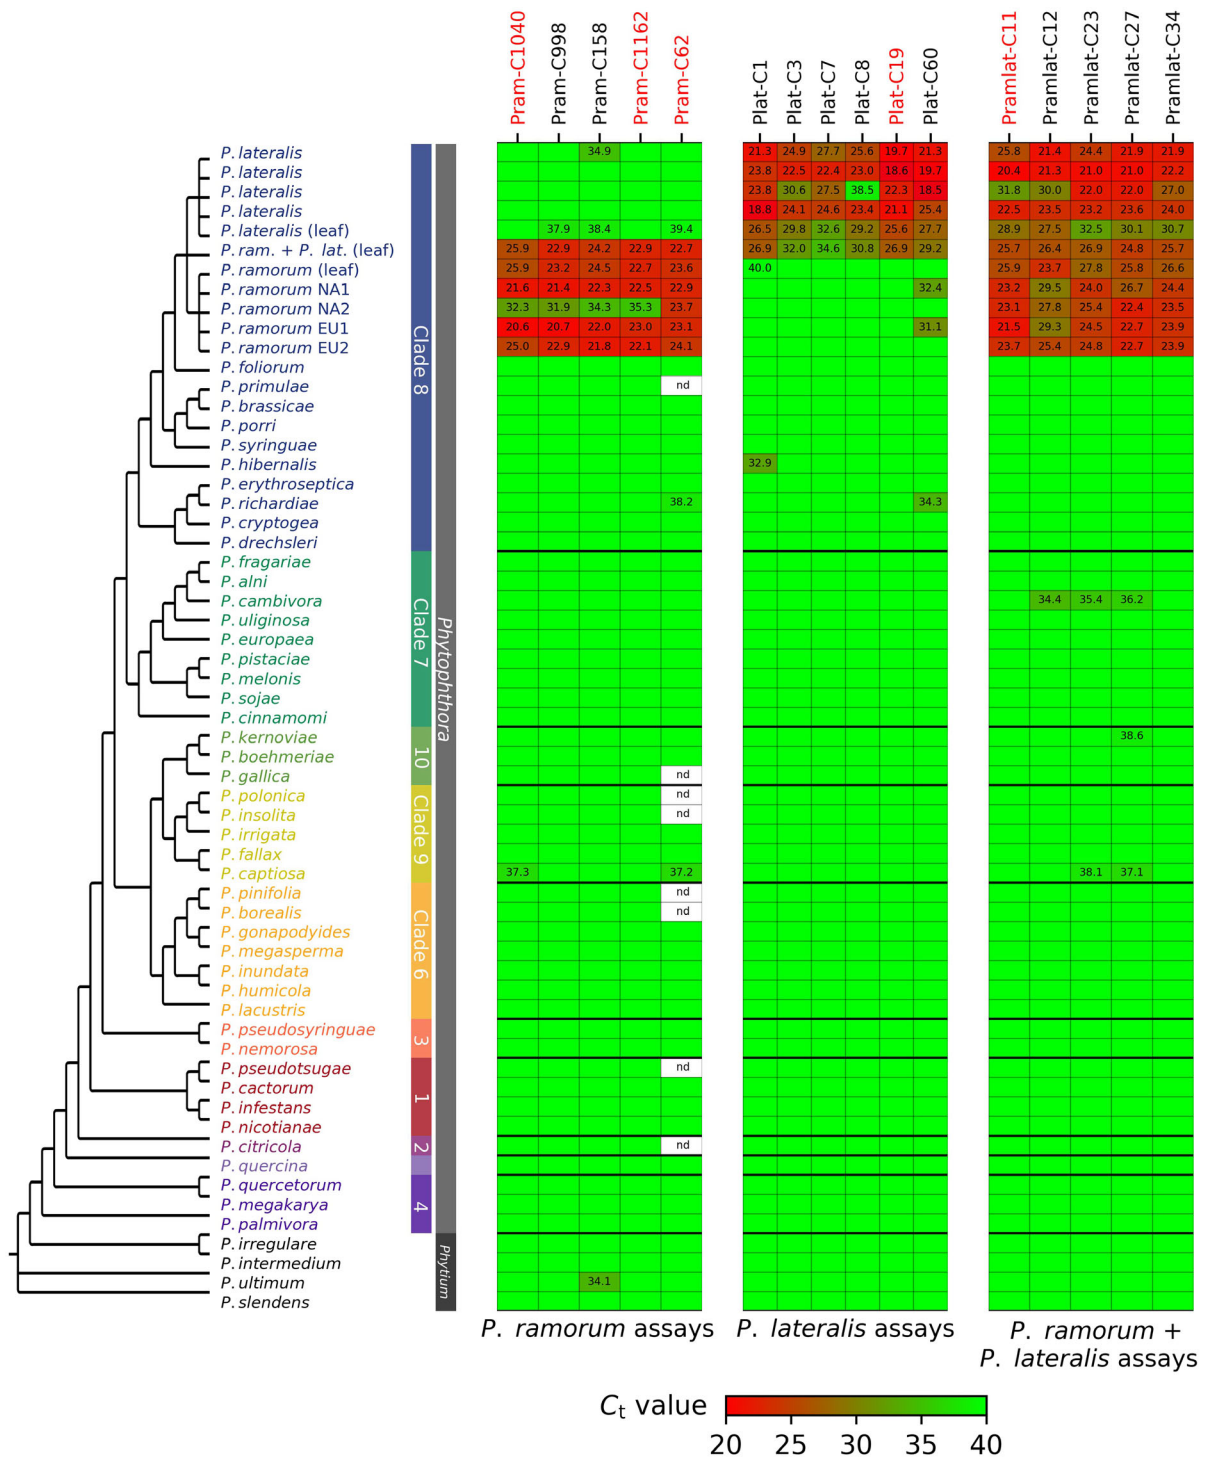 Pram-C1040 Pram-C998 Pram-C158 Pram-C1162 Pram-C62 Plat-C1 Plat-C3 Plat-C7 Plat-C8 Plat-C19 Plat-C60 Pramlat-C11 Pramlat-C12 Pramlat-C23 Pramlat-C27 Pramlat-C34
P. lateralis 34.9 21.3 24.9 27.7 25.6 19.7 21.3 25.8 21.4 24.4 21.9 21.9
P. lateralis 23.8 22.5 22.4 23.0 18.6 19.7 20.4 21.3 21.0 21.0 22.2
P. lateralis 23.8 30.6 27.5 38.5 22.3 18.5 31.8 30.0 22.0 22.0 27.0
P. lateralis 18.8 24.1 24.6 23.4 21.1 25.4 22.5 23.5 23.2 23.6 24.0
P. lateralis (leaf) 37.9 38.4 39.4 26.5 29.8 32.6 29.2 25.6 27.7 28.9 27.5 32.5 30.1 30.7
P. ram. + P. lat. (leaf) 25.9 22.9 24.2 22.9 22.7 26.9 32.0 34.6 30.8 26.9 29.2 25.7 26.4 26.9 24.8 25.7
P. ramorum (leaf) 25.9 23.2 24.5 22.7 23.6 40.0 25.9 23.7 27.8 25.8 26.6
P. ramorum NA1 21.6 21.4 22.3 22.5 22.9 32.4 23.2 29.5 24.0 26.7 24.4
P. ramorum NA2 32.3 31.9 34.3 35.3 23.7 23.1 27.8 25.4 22.4 23.5
P. ramorum EU1 20.6 20.7 22.0 23.0 23.1 31.1 21.5 29.3 24.5 22.7 23.9
P. ramorum EU2 25.0 22.9 21.8 22.1 24.1 23.7 25.4 24.8 22.7 23.9
P. foliorum
P. primulae nd
P. brassicae
P. porri
P. syringuae
P. hibernalis 32.9
P. erythroseptica
P. richardiae 38.2 34.3
P. cryptogea
P. drechsleri
Clade 8
P. fragariae
P. alni
P. cambivora 34.4 35.4 36.2
P. uliginosa
P. europaea
P. pistaciae
P. melonis
P. sojae
P. cinnamomi
Clade 7
Phytophthora
P. kernoviae 38.6
P. boehmeriae
P. gallica nd
10
P. polonica nd
P. insolita nd
P. irrigata
P. fallax
P. captiosa 37.3 37.2 38.1 37.1
Clade 9
P. pinifolia nd
P. borealis nd
P. gonapodyides
P. megasperma
P. inundata
P. humicola
P. lacustris
Clade 6
P. pseudosyringuae
P. nemorosa
3
P. pseudotsugae nd
P. cactorum
P. infestans
P. nicotianae
1
P. citricola nd
2
P. quercina
P. quercetorum
P. megakarya
P. palmivora
4
P. irregulare
P. intermedium
P. ultimum 34.1
P. slendens
Phytium
P. ramorum assays P. lateralis assays P. ramorum +
P. lateralis assays
Ct value
20 25 30 35 40